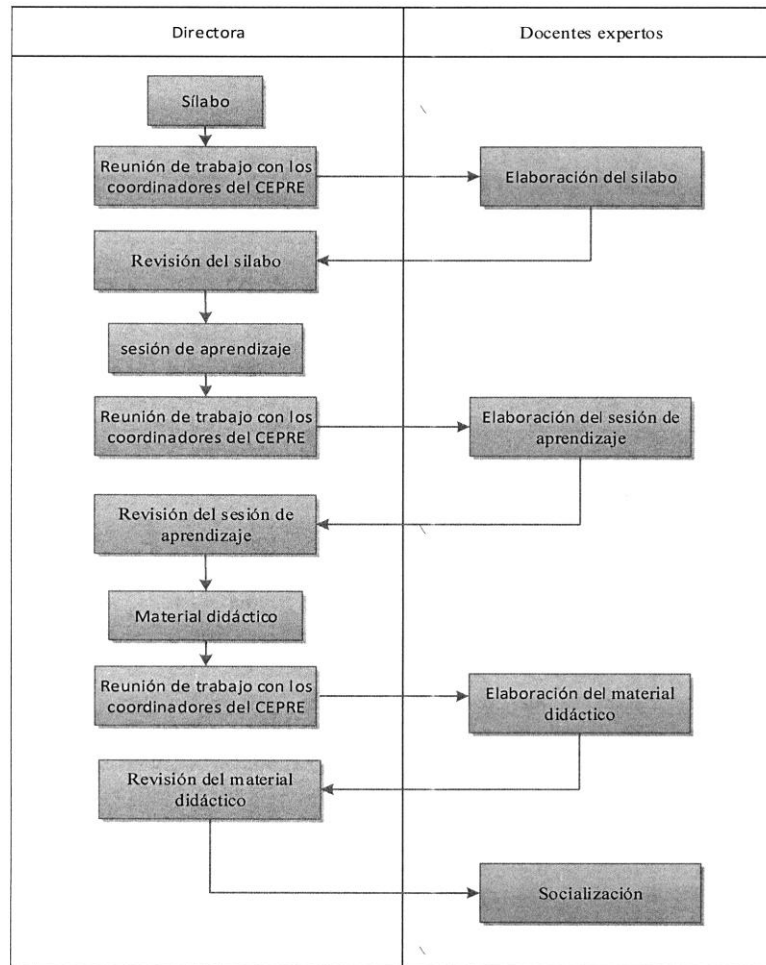 Directora
Docentes expertos
Sílabo
Reunión de trabajo con los
coordinadores del CEPRE
Elaboración del silabo
Revisión del silabo
sesión de aprendizaje
Reunión de trabajo con los
coordinadores del CEPRE
Elaboración del sesión de
aprendizaje
Revisión del sesión de
aprendizaje
Material didáctico
Reunión de trabajo con los
coordinadores del CEPRE
Elaboración del material
didáctico
Revisión del material
didáctico
Socialización